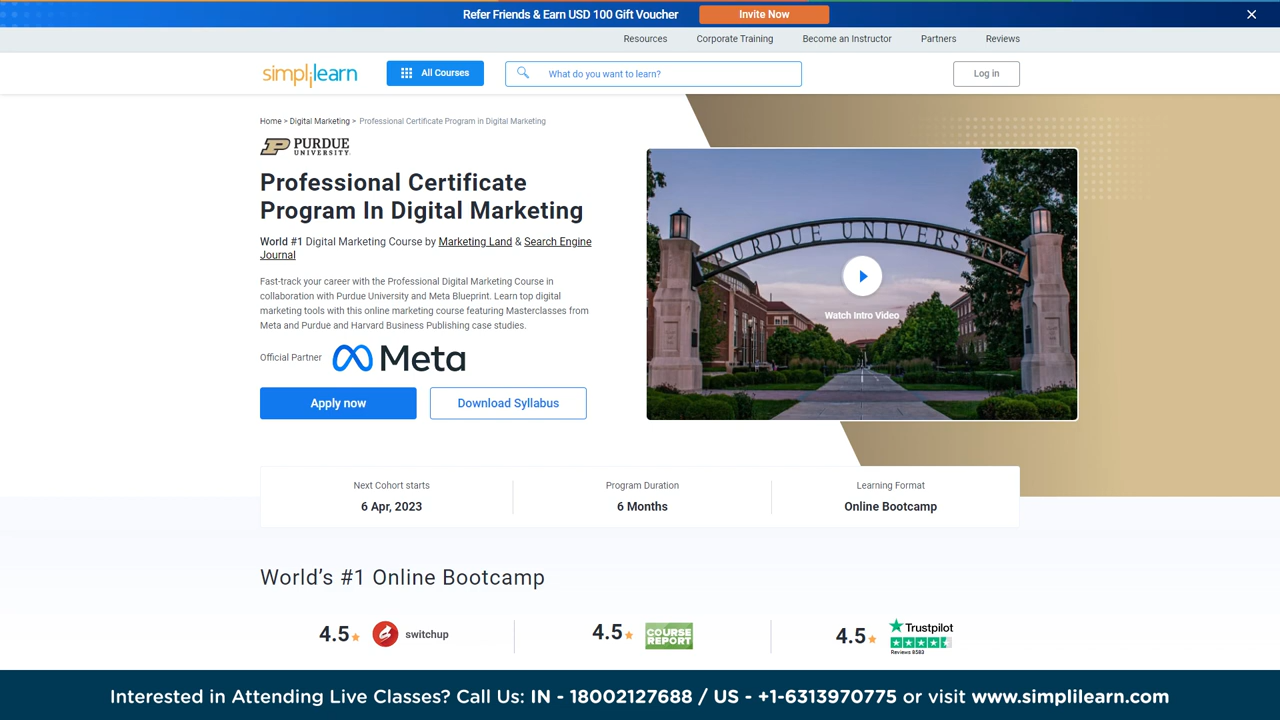 Refer Friends & Earn USD 100 Gift Voucher Invite Now
Resources Corporate Training Become an Instructor Partners Reviews
simplilearn All Courses What do you want to learn? Log in
Home > Digital Marketing > Professional Certificate Program in Digital Marketing
PURDUE
UNIVERSITY
Professional Certificate
Program In Digital Marketing
World #1 Digital Marketing Course by Marketing Land & Search Engine
Journal
Fast-track your career with the Professional Digital Marketing Course in
collaboration with Purdue University and Meta Blueprint. Learn top digital
marketing tools with this online marketing course featuring Masterclasses from
Meta and Purdue and Harvard Business Publishing case studies.
Official Partner Meta
Apply now Download Syllabus
PURDUE UNIVERSITY
Watch Intro Video
Next Cohort starts Program Duration Learning Format
6 Apr, 2023 6 Months Online Bootcamp
World's #1 Online Bootcamp
4.5 switchup 4.5 COURSE REPORT 4.5 Trustpilot
Reviews 8583
Interested in Attending Live Classes? Call Us: IN - 18002127688 / US - +1-6313970775 or visit www.simplilearn.com